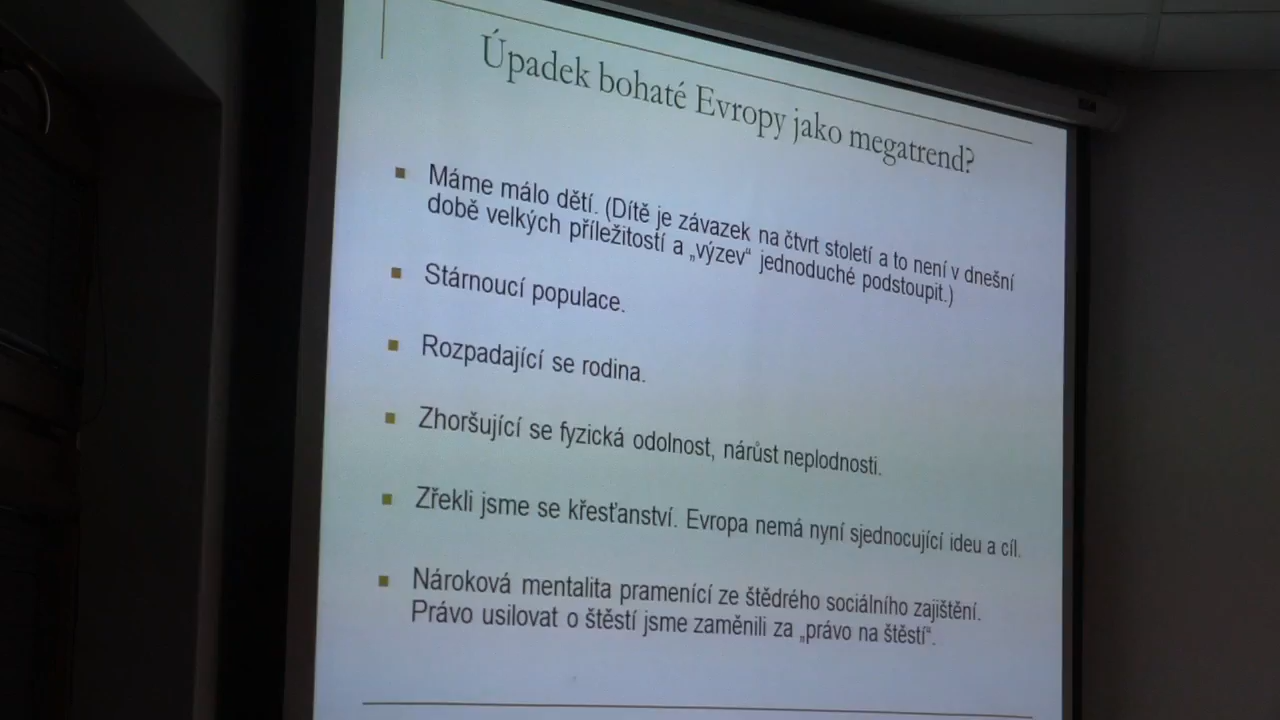 Úpadek bohaté Evropy jako megatrend?
Máme málo dětí. (Dítě je závazek na čtvrt století a to není v dnešní
době velkých příležitostí a „výzev“ jednoduché podstoupit.)
Stárnoucí populace.
Rozpadající se rodina.
Zhoršující se fyzická odolnost, nárůst neplodnosti.
Zřekli jsme se křesťanství. Evropa nemá nyní sjednocující ideu a cíl.
Nároková mentalita pramenící ze štědrého sociálního zajištění.
Právo usilovat o štěstí jsme zaměnili za „právo na štěstí“.